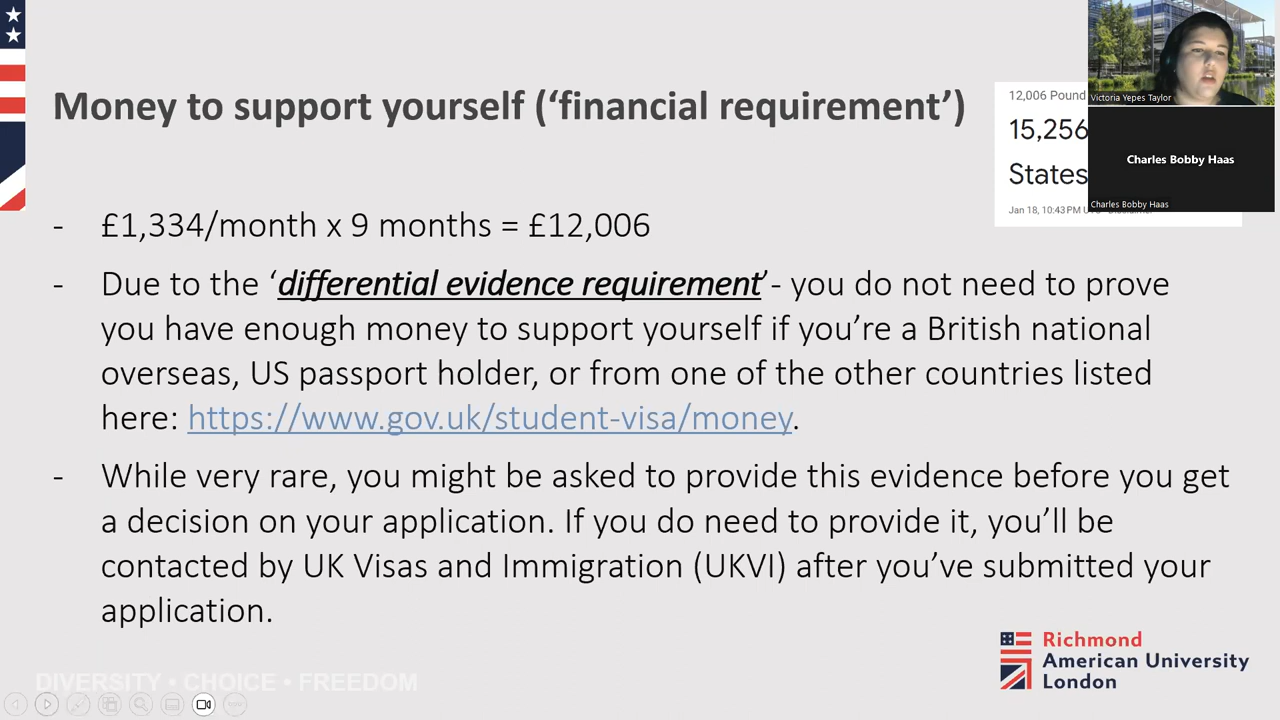 Money to support yourself (‘financial requirement’)
12,006 Pound
15,256
States
Jan 18, 10:43 PM
Victoria Yepes Taylor
Charles Bobby Haas
Charles Bobby Haas
- £1,334/month x 9 months = £12,006
- Due to the ‘differential evidence requirement’- you do not need to prove
you have enough money to support yourself if you’re a British national
overseas, US passport holder, or from one of the other countries listed
here: https://www.gov.uk/student-visa/money.
- While very rare, you might be asked to provide this evidence before you get
a decision on your application. If you do need to provide it, you’ll be
contacted by UK Visas and Immigration (UKVI) after you’ve submitted your
application.
Richmond
American University
London
DIVERSITY • CHOICE • FREEDOM